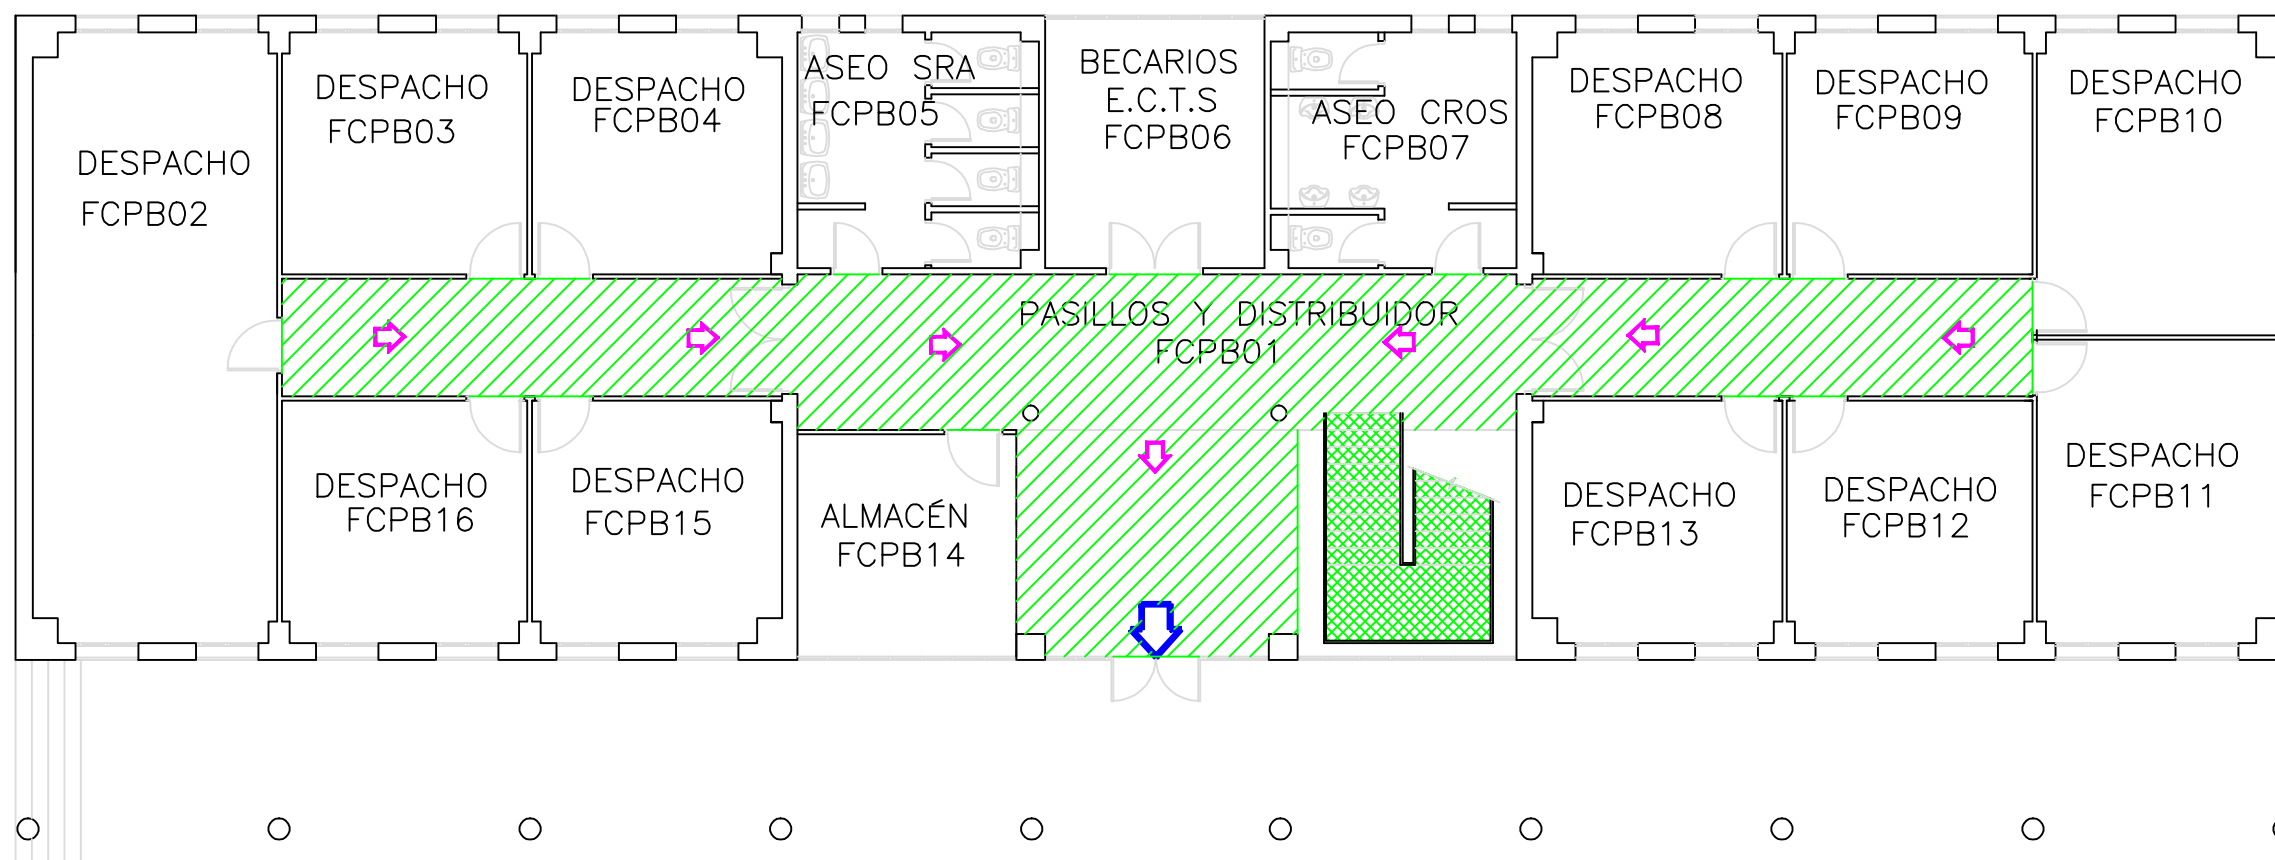 DESPACHO
FCPB02
DESPACHO
FCPB03
DESPACHO
FCPB04
ASEO SRA
FCPB05
BECARIOS
E.C.T.S
FCPB06
ASEO CROS
FCPB07
DESPACHO
FCPB08
DESPACHO
FCPB09
DESPACHO
FCPB10
PASILLOS Y DISTRIBUIDOR
FCPB01
DESPACHO
FCPB16
DESPACHO
FCPB15
ALMACÉN
FCPB14
DESPACHO
FCPB13
DESPACHO
FCPB12
DESPACHO
FCPB11